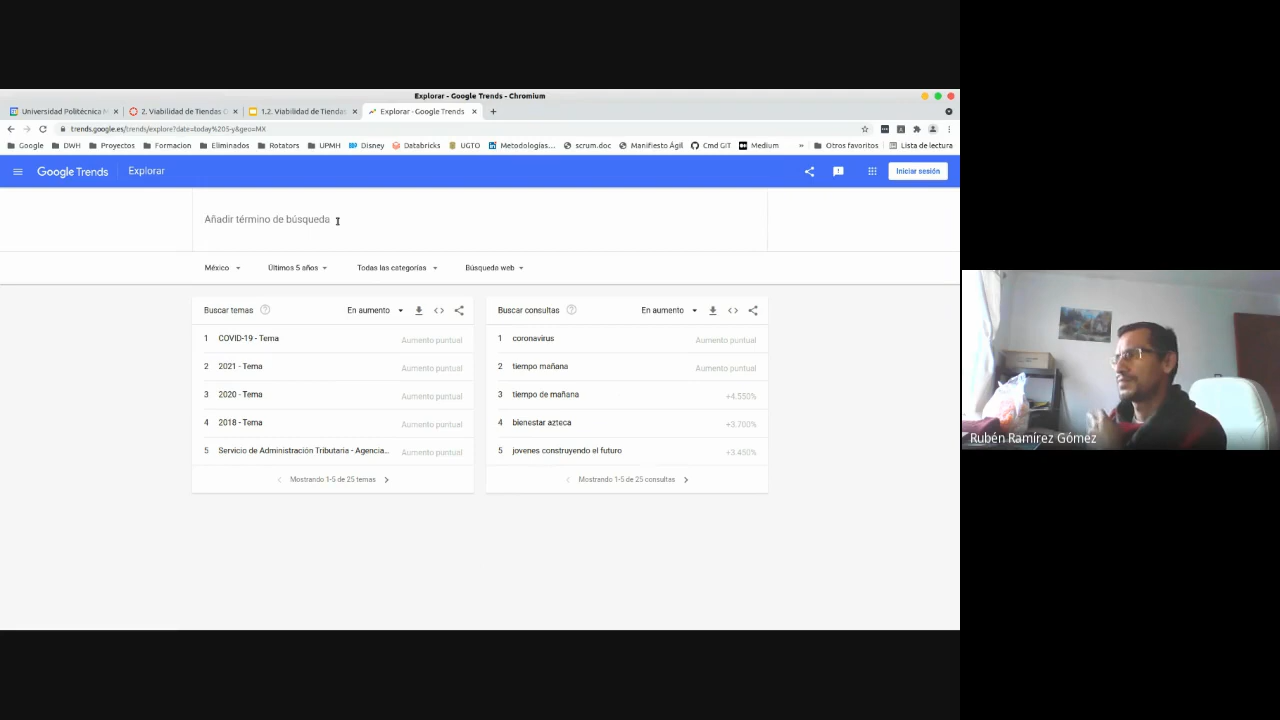 Explorar - Google Trends - Chromium
Universidad Politécnica
2. Viabilidad de Tiendas
1.2. Viabilidad de Tiendas
Explorar - Google Trends
trends.google.es/trends/explore?date=today%205-y&geo=MX
Google DWH Proyectos Formacion Eliminados Rotators UPMH Disney Databricks UGTO Metodologías... scrum.doc Manifiesto Ágil Cmd GIT Medium » Otros favoritos Lista de lectura
Google Trends Explorar Iniciar sesión
Añadir término de búsqueda
México Últimos 5 años Todas las categorías Búsqueda web
Buscar temas En aumento
1 COVID-19 - Tema Aumento puntual
2 2021 - Tema Aumento puntual
3 2020 - Tema Aumento puntual
4 2018 - Tema Aumento puntual
5 Servicio de Administración Tributaria - Agencia... Aumento puntual
Mostrando 1-5 de 25 temas
Buscar consultas En aumento
1 coronavirus Aumento puntual
2 tiempo mañana Aumento puntual
3 tiempo de mañana +4.550%
4 bienestar azteca +3.700%
5 jovenes construyendo el futuro +3.450%
Mostrando 1-5 de 25 consultas
Rubén Ramírez Gómez